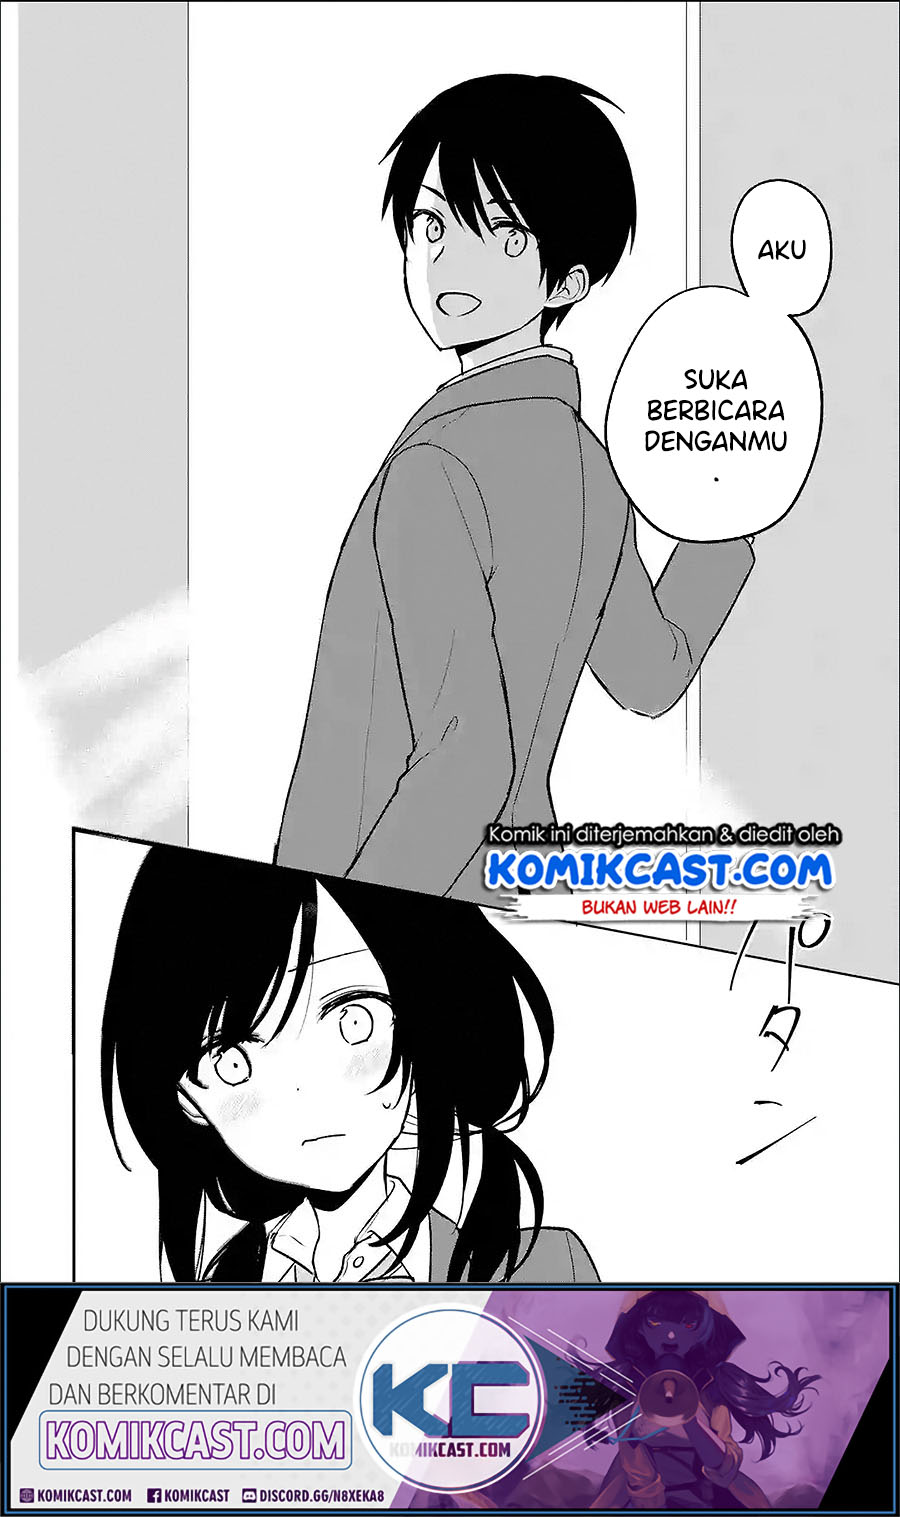 AKU
SUKA
BERBICARA
DENGANMU
.
Komik ini diterjemahkan & diedit oleh
KOMIKCAST.COM
BUKAN WEB LAIN!!
パタン
DUKUNG TERUS KAMI
DENGAN SELALU MEMBACA
DAN BERKOMENTAR DI
KOMIKCAST.COM
KC
KOMIKCAST.COM
KOMIKCAST.COM KOMIKCAST DISCORD.GG/N8XEKA8